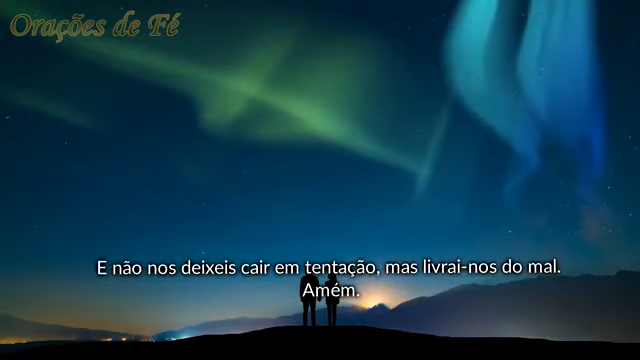 Orações de Fé
E não nos deixeis cair em tentação, mas livrai-nos do mal.
Amém.